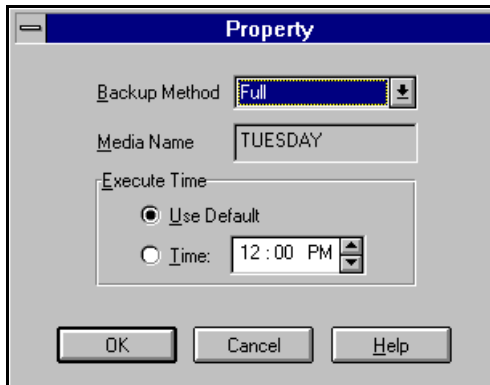 Property
Backup Method Full
Media Name TUESDAY
Execute Time
Use Default
Time: 12:00 PM
OK Cancel Help